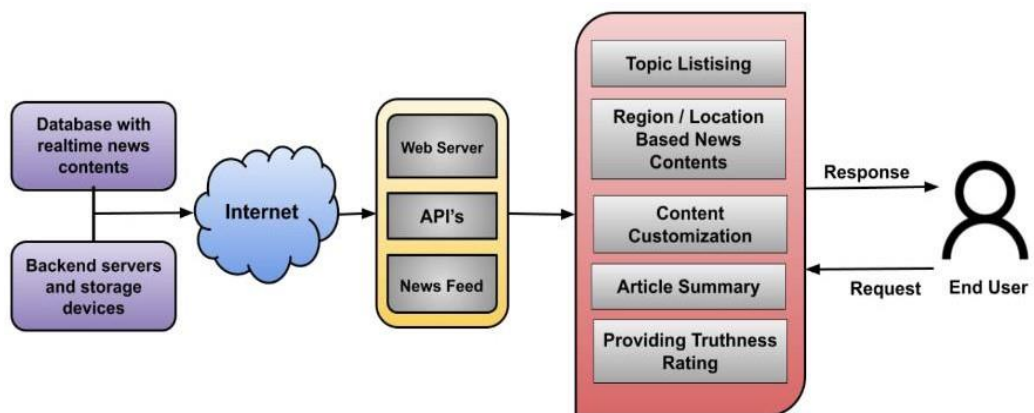 Database with
realtime news
contents
Backend servers
and storage
devices
Internet
Web Server
API's
News Feed
Topic Listising
Region / Location
Based News
Contents
Content
Customization
Article Summary
Providing Truthness
Rating
Response
Request
End User